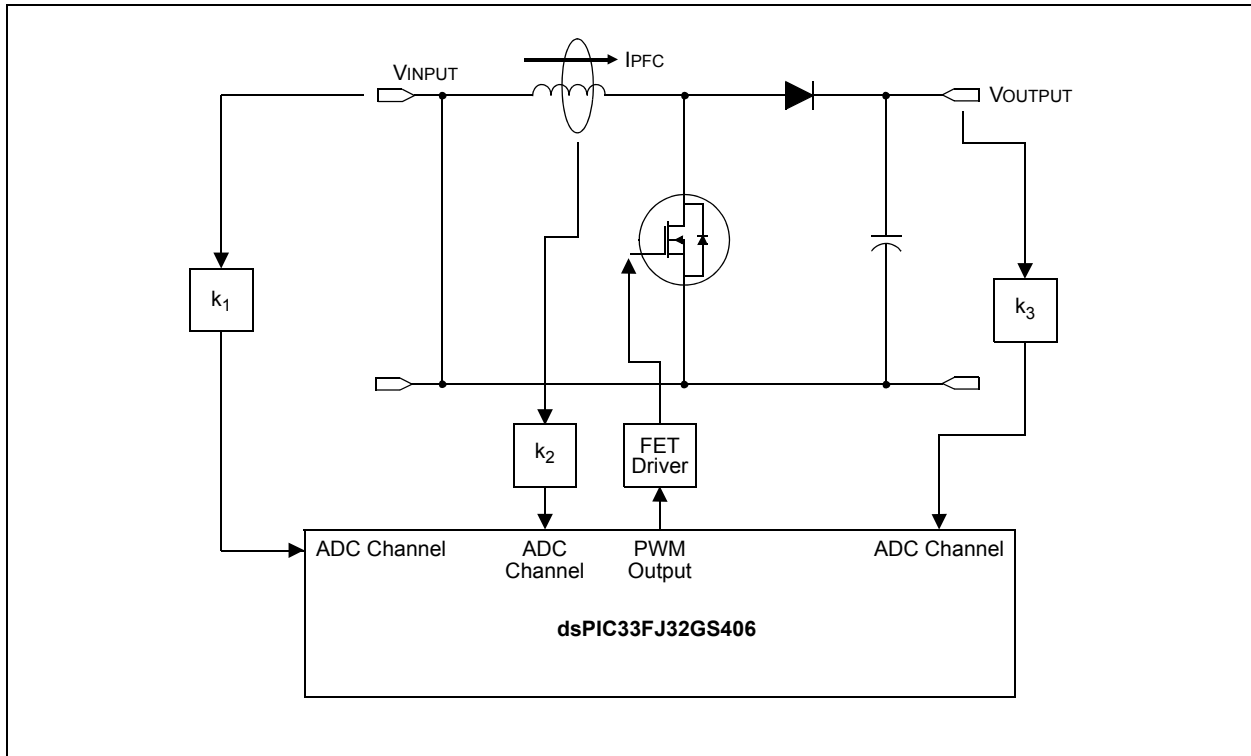 IPFC
VINPUT
VOUTPUT
k1
k3
k2
FET
Driver
ADC Channel
ADC
Channel
PWM
Output
ADC Channel
dsPIC33FJ32GS406